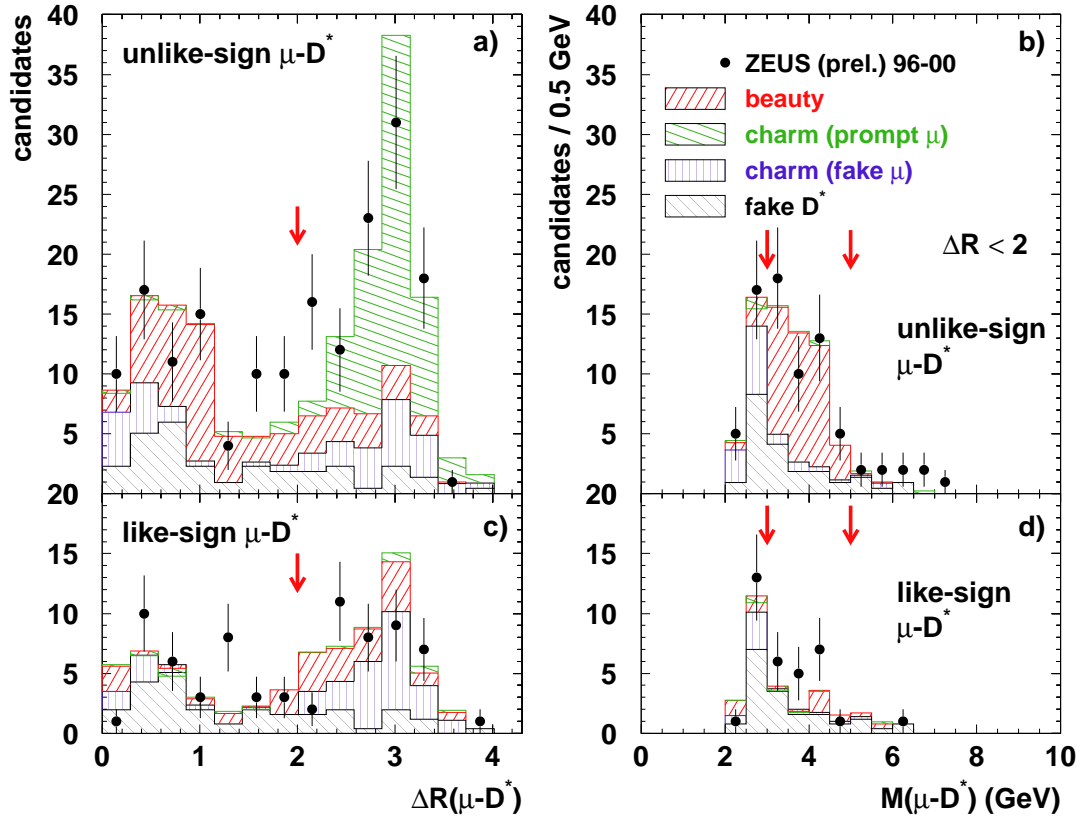 candidates
40
35
30
25
20
15
10
5
20
unlike-sign μ-D*
a)
candidates / 0.5 GeV
40
35
30
25
20
15
10
5
20
b)
ZEUS (prel.) 96-00
beauty
charm (prompt μ)
charm (fake μ)
fake D*
ΔR < 2
unlike-sign
μ-D*
15
10
5
0
like-sign μ-D*
c)
0 1 2 3 4
ΔR(μ-D*)
15
10
5
0
d)
like-sign
μ-D*
0 2 4 6 8 10
M(μ-D*) (GeV)